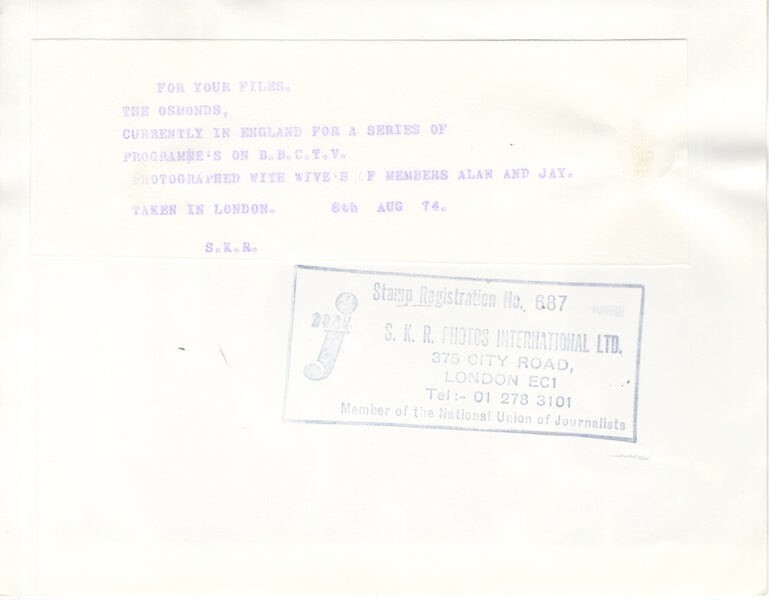 FOR YOUR FILES.
THE OSMONDS,
CURRENTLY IN ENGLAND FOR A SERIES OF
PROGRAMME'S ON B.B.C.T.V.
PHOTOGRAPHED WITH WIVE'S OF MEMBERS ALAN AND JAY.
TAKEN IN LONDON. 8th AUG 74.
S.K.R.
nuj
Stamp Registration No. 687
S. K. R. PHOTOS INTERNATIONAL LTD.
375 CITY ROAD,
LONDON EC1
Tel :- 01 278 3101
Member of the National Union of Journalists